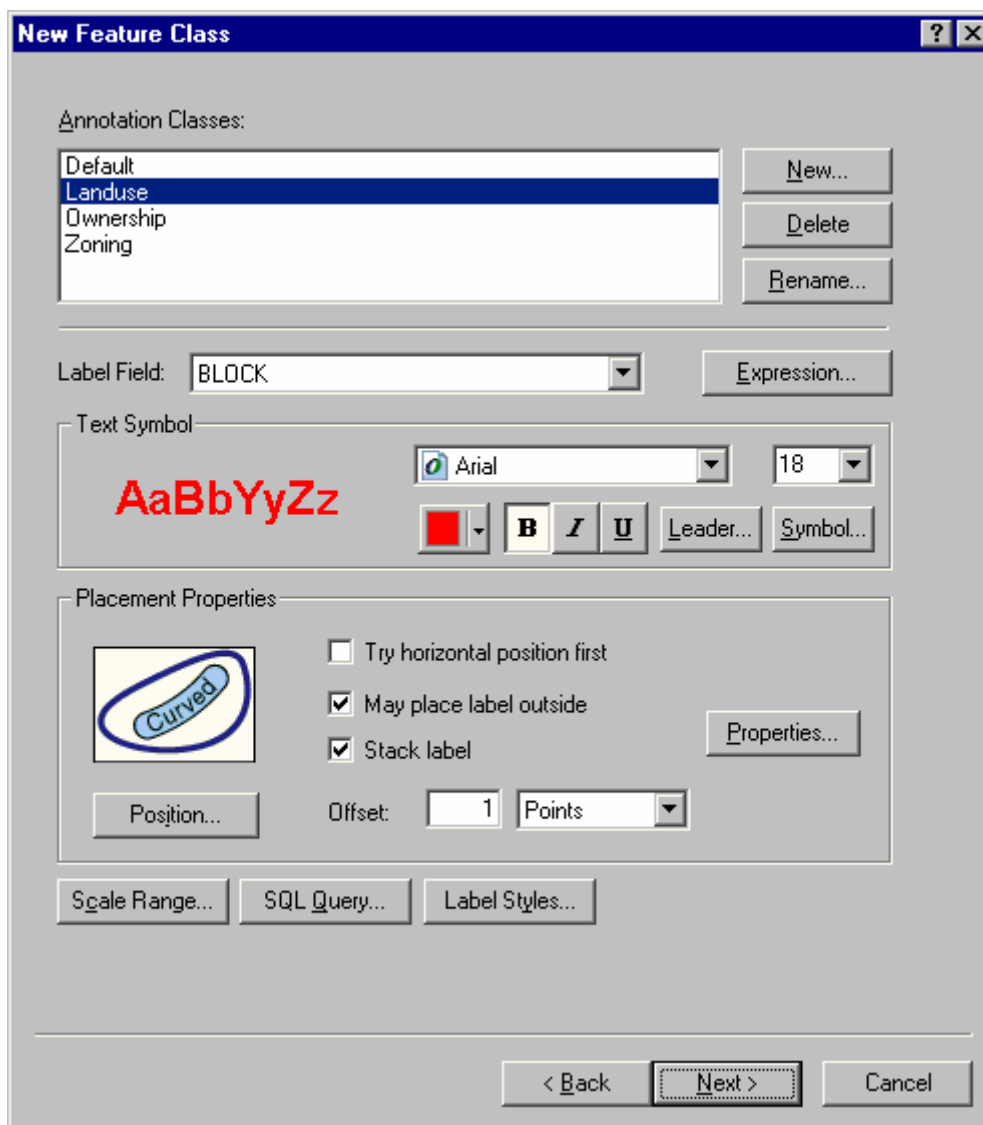 New Feature Class
Annotation Classes:
Default
Landuse
Ownership
Zoning
New...
Delete
Rename...
Label Field: BLOCK Expression...
Text Symbol
AaBbYyZz
Arial 18
B I U Leader... Symbol...
Placement Properties
Curved
Try horizontal position first
May place label outside
Stack label
Properties...
Position... Offset: 1 Points
Scale Range... SQL Query... Label Styles...
< Back Next > Cancel